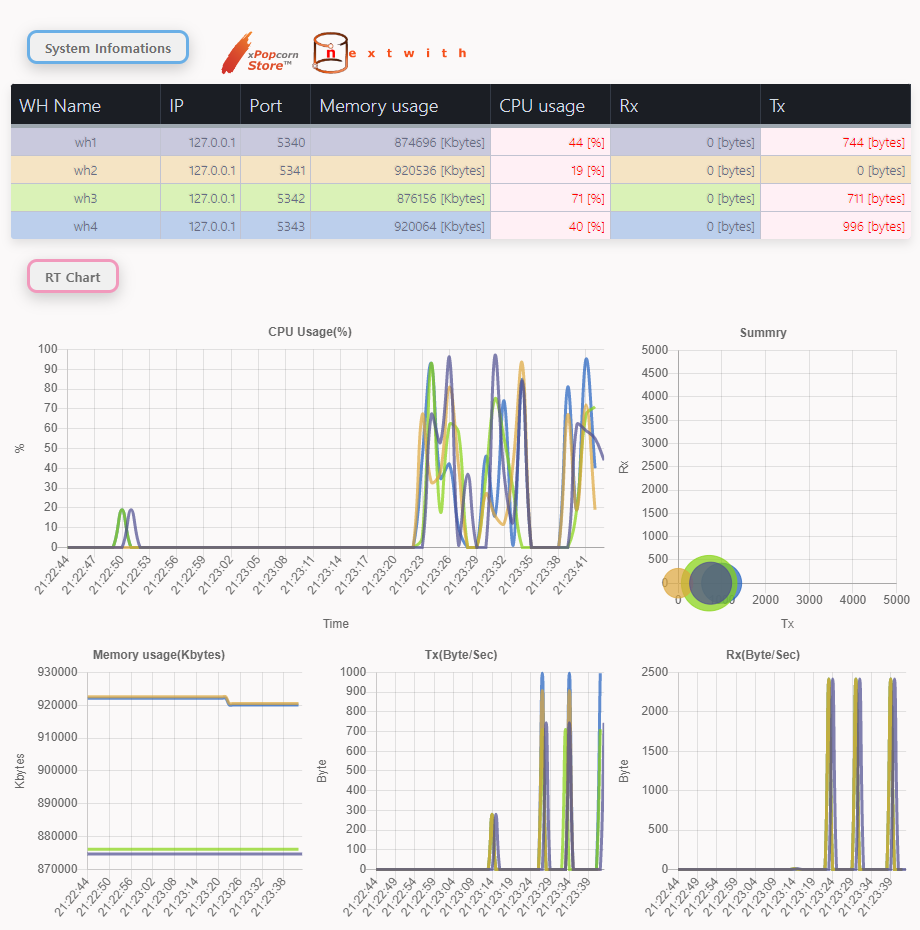 System Infomations
xPopcorn
Store™
n e x t w i t h
WH Name IP Port Memory usage CPU usage Rx Tx
wh1 127.0.0.1 5340 874696 [Kbytes] 44 [%] 0 [bytes] 744 [bytes]
wh2 127.0.0.1 5341 920536 [Kbytes] 19 [%] 0 [bytes] 0 [bytes]
wh3 127.0.0.1 5342 876156 [Kbytes] 71 [%] 0 [bytes] 711 [bytes]
wh4 127.0.0.1 5343 920064 [Kbytes] 40 [%] 0 [bytes] 996 [bytes]
RT Chart
CPU Usage(%)
100
90
80
70
60
50
40
30
20
10
0
%
21:22:44 21:22:47 21:22:50 21:22:53 21:22:56 21:22:59 21:23:02 21:23:05 21:23:08 21:23:11 21:23:14 21:23:17 21:23:20 21:23:23 21:23:26 21:23:29 21:23:32 21:23:35 21:23:38 21:23:41
Time
Summry
5000
4500
4000
3500
3000
2500
2000
1500
1000
500
0
Rx
0 2000 3000 4000 5000
Tx
Memory usage(Kbytes)
930000
920000
910000
900000
890000
880000
870000
Kbytes
21:22:44 21:22:50 21:22:56 21:23:02 21:23:08 21:23:14 21:23:20 21:23:26 21:23:32 21:23:38
Tx(Byte/Sec)
1000
900
800
700
600
500
400
300
200
100
0
Byte
21:22:44 21:22:49 21:22:54 21:22:59 21:23:04 21:23:09 21:23:14 21:23:19 21:23:24 21:23:29 21:23:34 21:23:39
Rx(Byte/Sec)
2500
2000
1500
1000
500
0
Byte
21:22:44 21:22:49 21:22:54 21:22:59 21:23:04 21:23:09 21:23:14 21:23:19 21:23:24 21:23:29 21:23:34 21:23:39